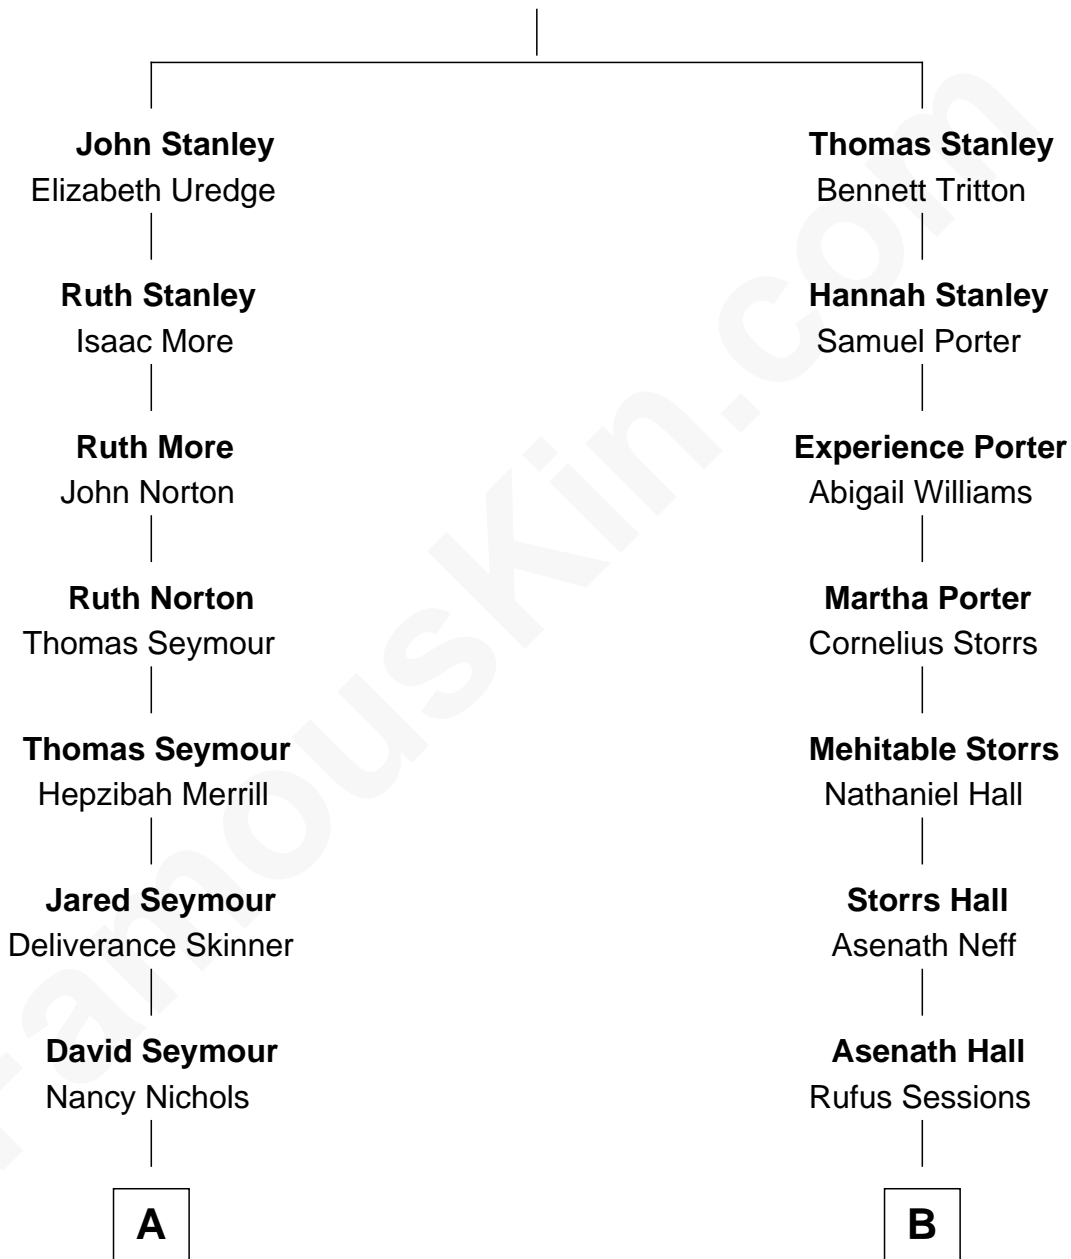 John Stanley
Elizabeth Uredge
Ruth Stanley
Isaac More
Ruth More
John Norton
Ruth Norton
Thomas Seymour
Thomas Seymour
Hepzibah Merrill
Jared Seymour
Deliverance Skinner
David Seymour
Nancy Nichols
A
Thomas Stanley
Bennett Tritton
Hannah Stanley
Samuel Porter
Experience Porter
Abigail Williams
Martha Porter
Cornelius Storrs
Mehitable Storrs
Nathaniel Hall
Storrs Hall
Asenath Neff
Asenath Hall
Rufus Sessions
B
FamousKin.com